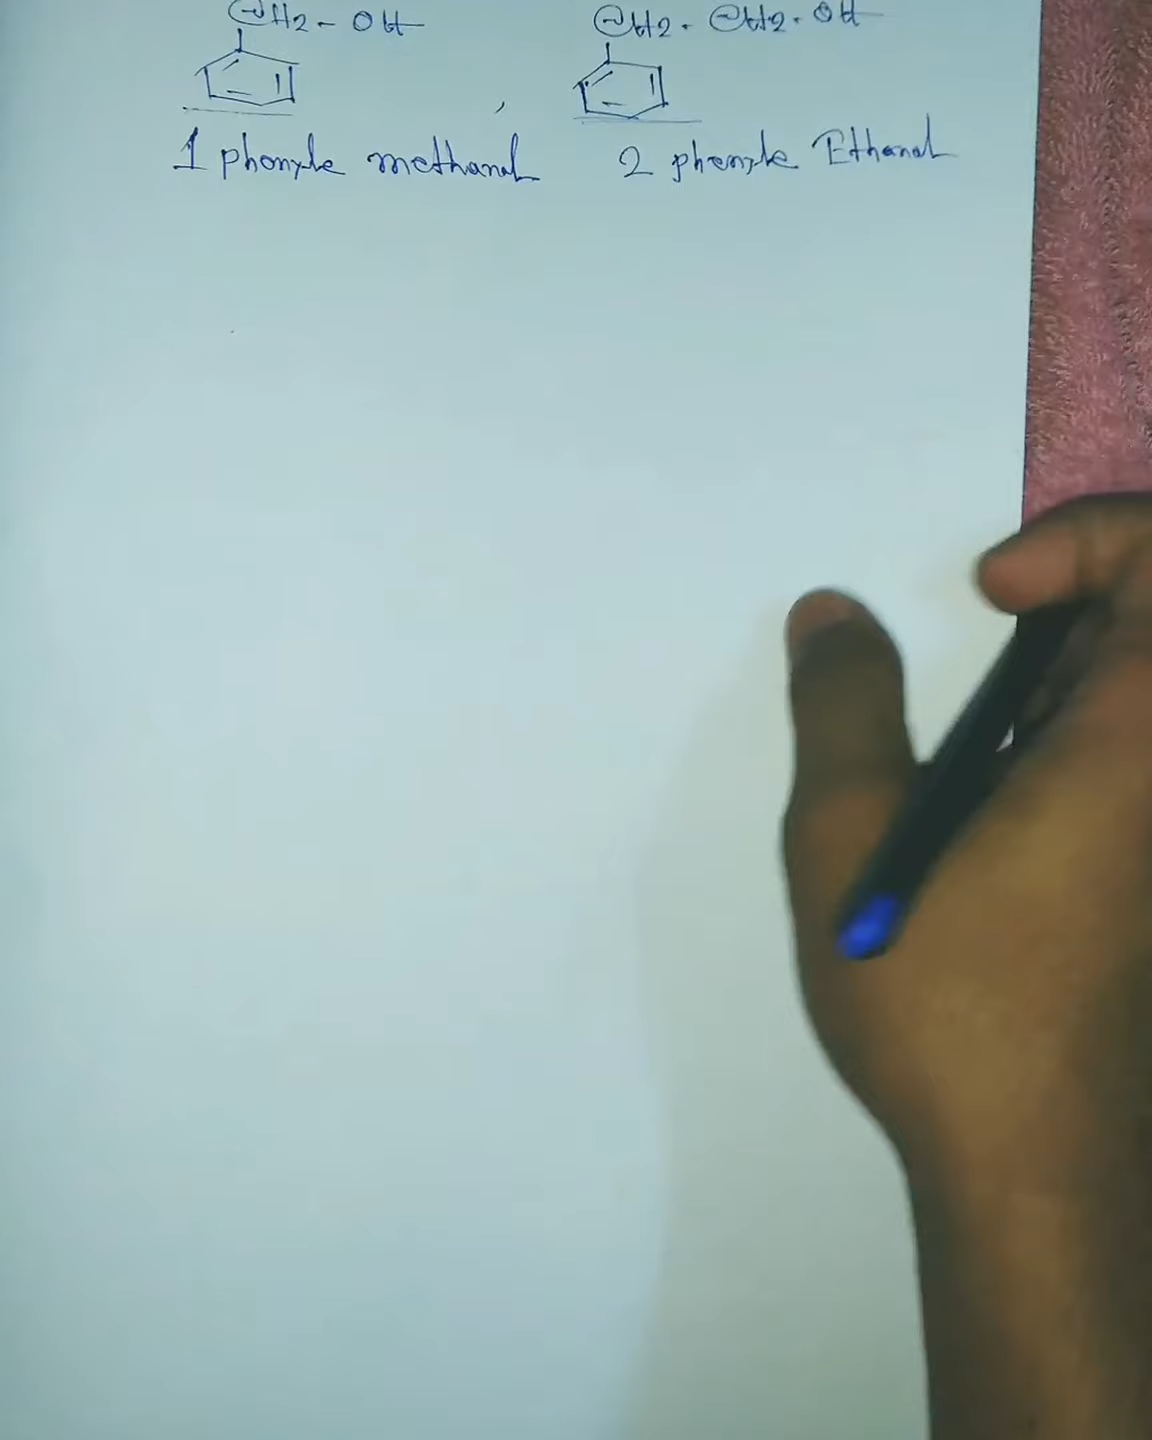 CH2 - OH CH2 - CH2 - OH
1 phenyle methanol , 2 phenyle Ethanol